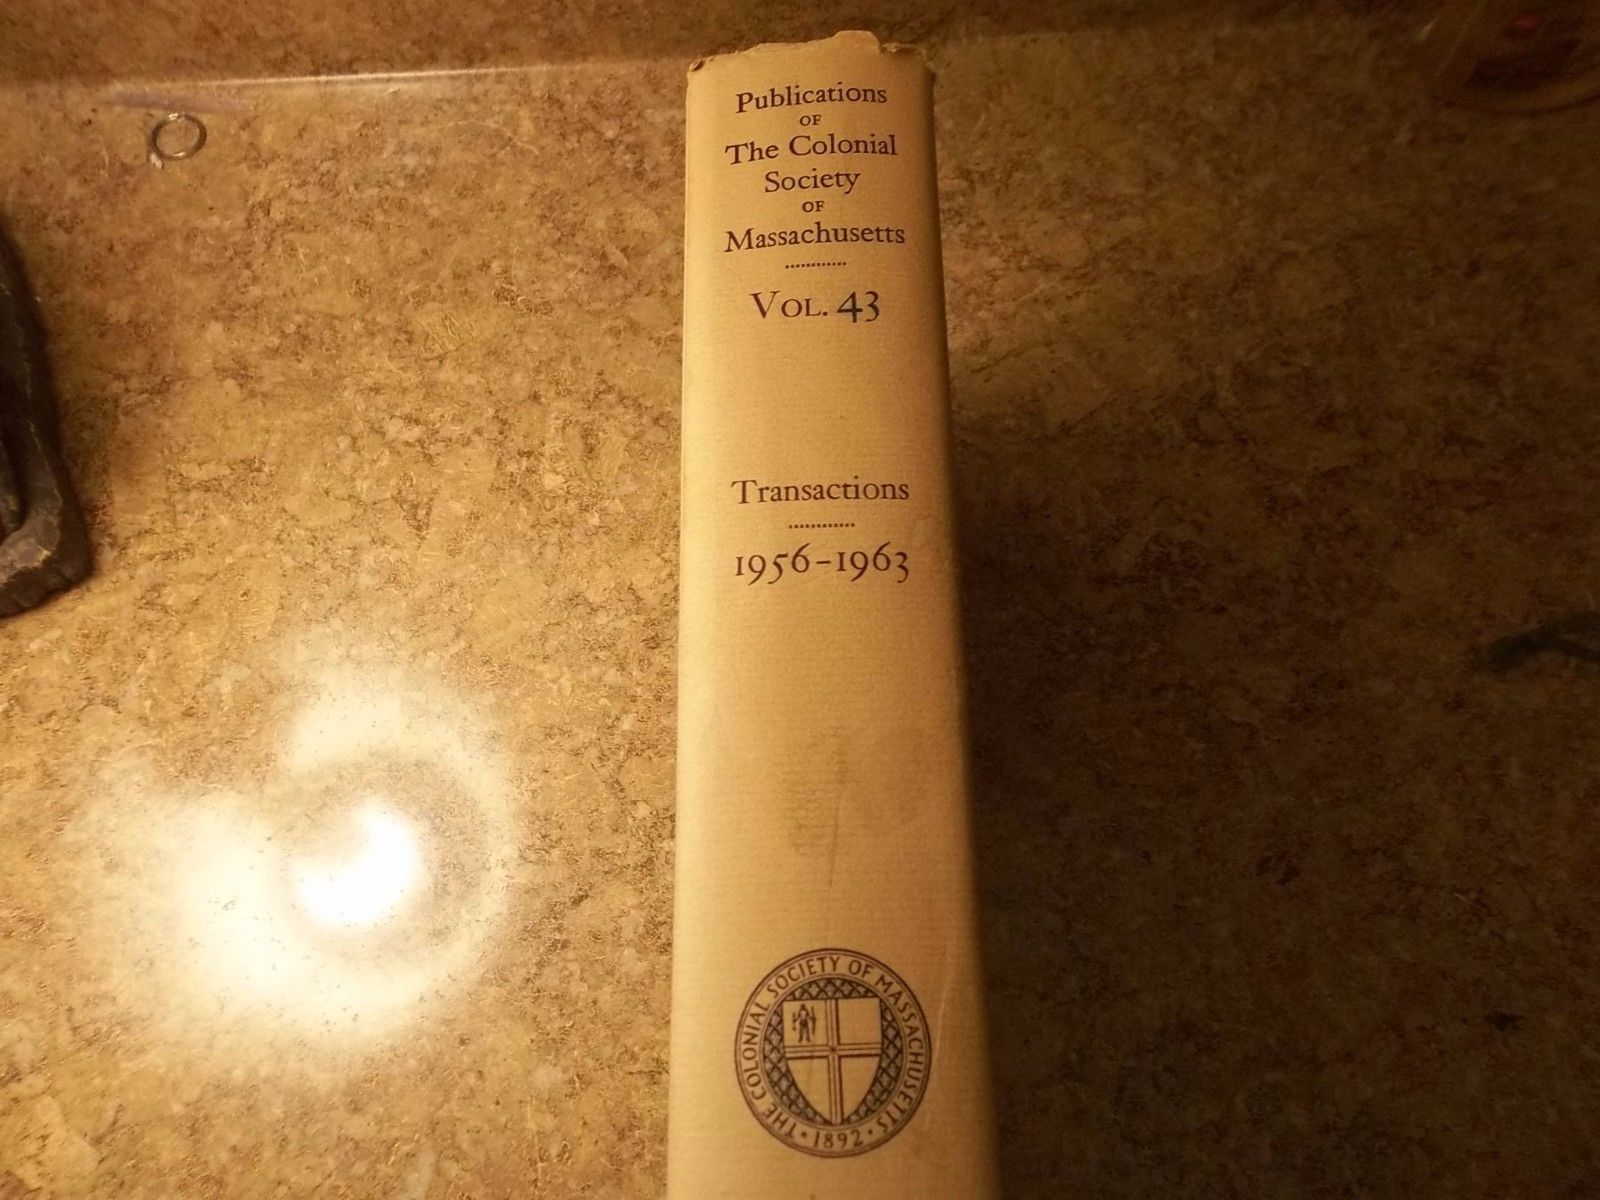 Publications
OF
The Colonial
Society
OF
Massachusetts
VOL. 43
Transactions
1956-1963
THE COLONIAL SOCIETY OF MASSACHUSETTS
· 1892 ·